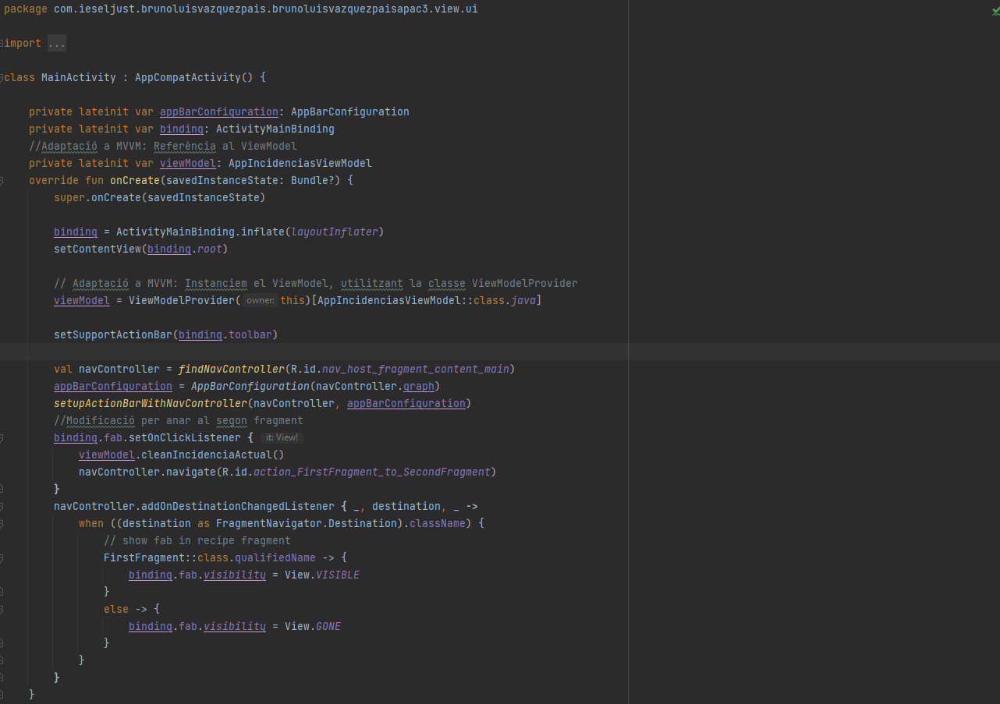 package com.ieseljust.brunoluisvazquezpais.brunoluisvazquezpaisapac3.view.ui
import ...
class MainActivity : AppCompatActivity() {
private lateinit var appBarConfiguration: AppBarConfiguration
private lateinit var binding: ActivityMainBinding
//Adaptació a MVVM: Referència al ViewModel
private lateinit var viewModel: AppIncidenciasViewModel
override fun onCreate(savedInstanceState: Bundle?) {
super.onCreate(savedInstanceState)
binding = ActivityMainBinding.inflate(layoutInflater)
setContentView(binding.root)
// Adaptació a MVVM: Instanciem el ViewModel, utilitzant la classe ViewModelProvider
viewModel = ViewModelProvider( owner: this)[AppIncidenciasViewModel::class.java]
setSupportActionBar(binding.toolbar)
val navController = findNavController(R.id.nav_host_fragment_content_main)
appBarConfiguration = AppBarConfiguration(navController.graph)
setupActionBarWithNavController(navController, appBarConfiguration)
//Modificació per anar al segon fragment
binding.fab.setOnClickListener { it: View!
viewModel.cleanIncidenciaActual()
navController.navigate(R.id.action_FirstFragment_to_SecondFragment)
}
navController.addOnDestinationChangedListener { _, destination, _ ->
when ((destination as FragmentNavigator.Destination).className) {
// show fab in recipe fragment
FirstFragment::class.qualifiedName -> {
binding.fab.visibility = View.VISIBLE
}
else -> {
binding.fab.visibility = View.GONE
}
}
}
}